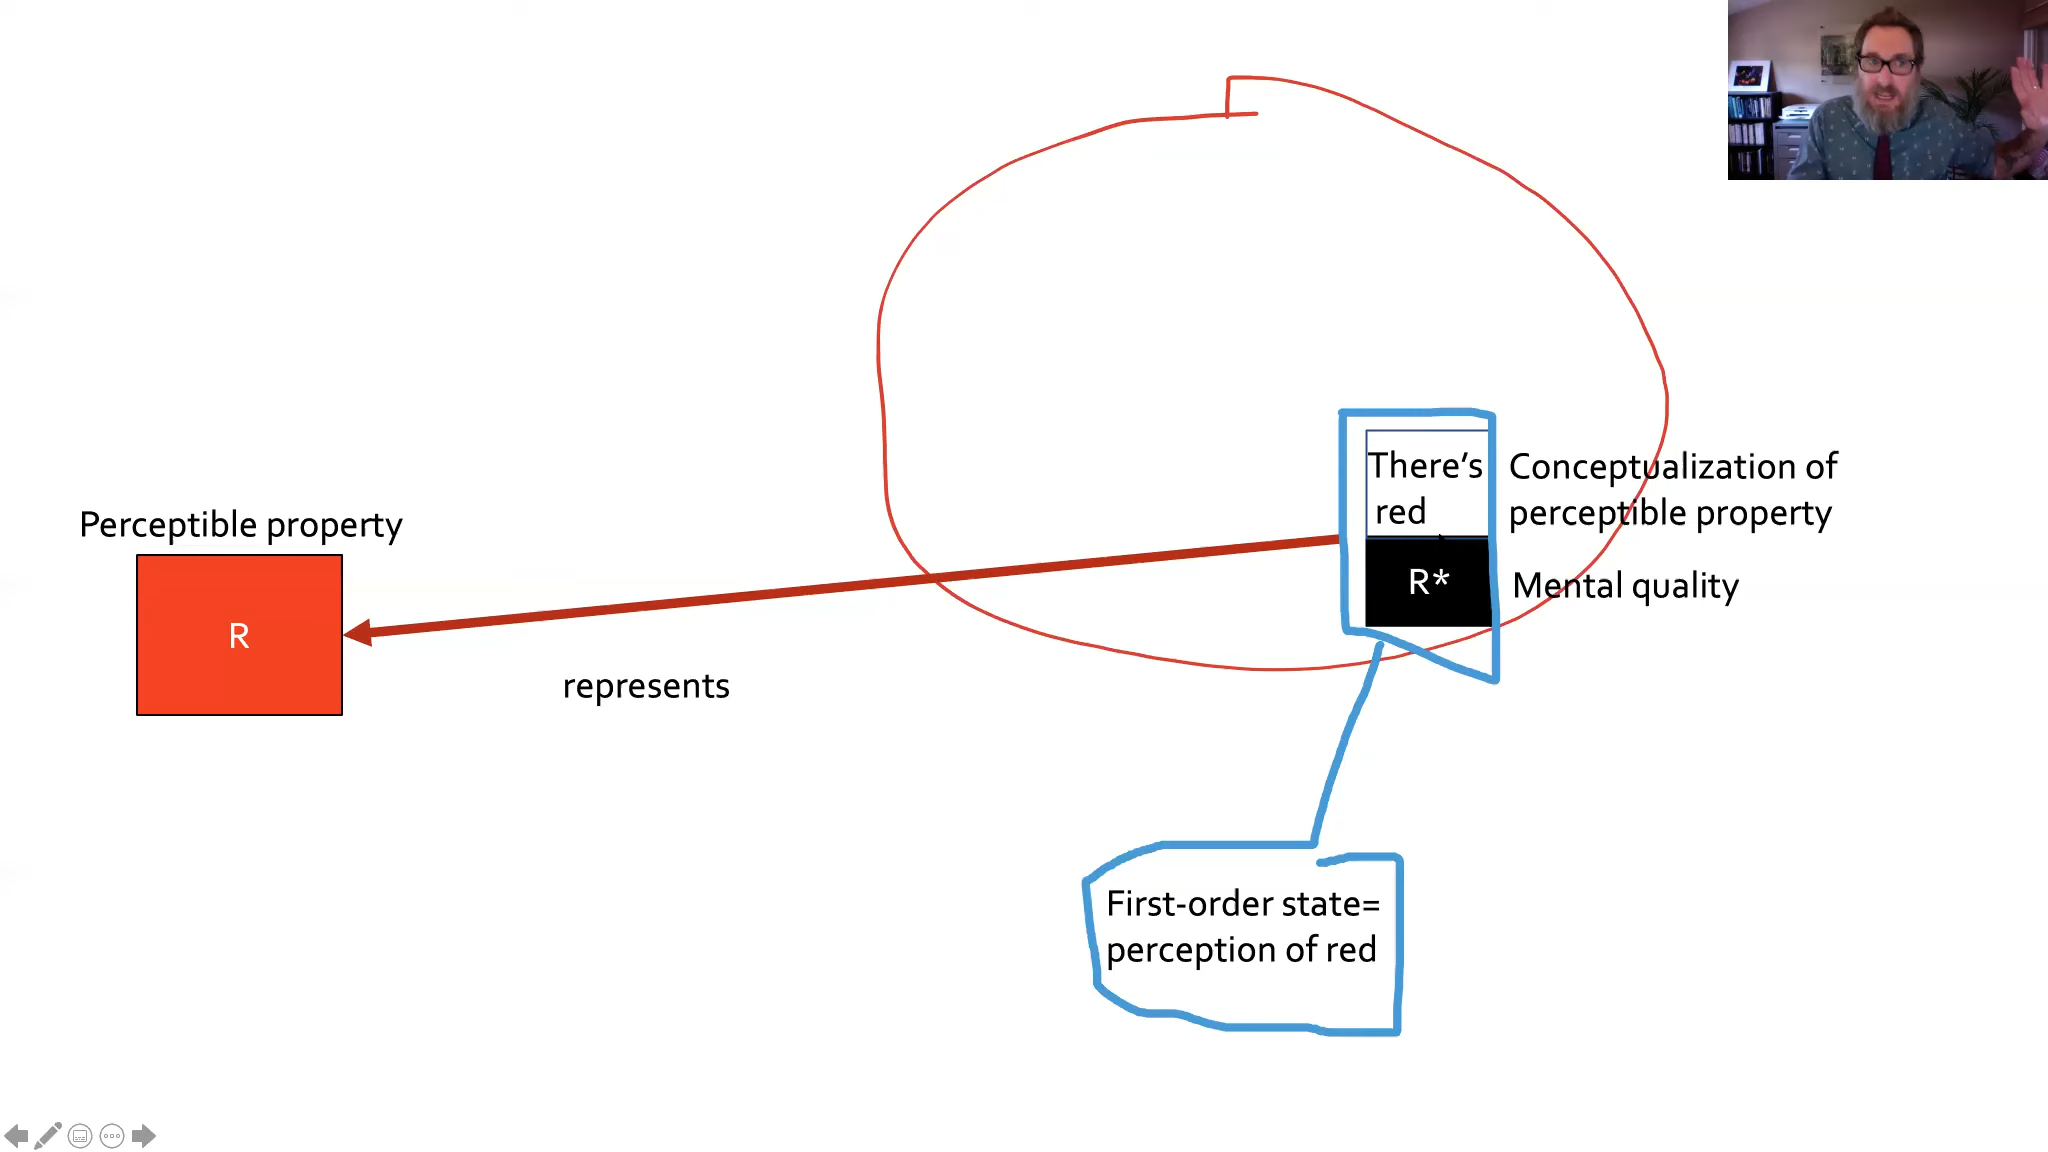 Perceptible property
R
represents
There’s
red
R*
Conceptualization of
perceptible property
Mental quality
First-order state=
perception of red